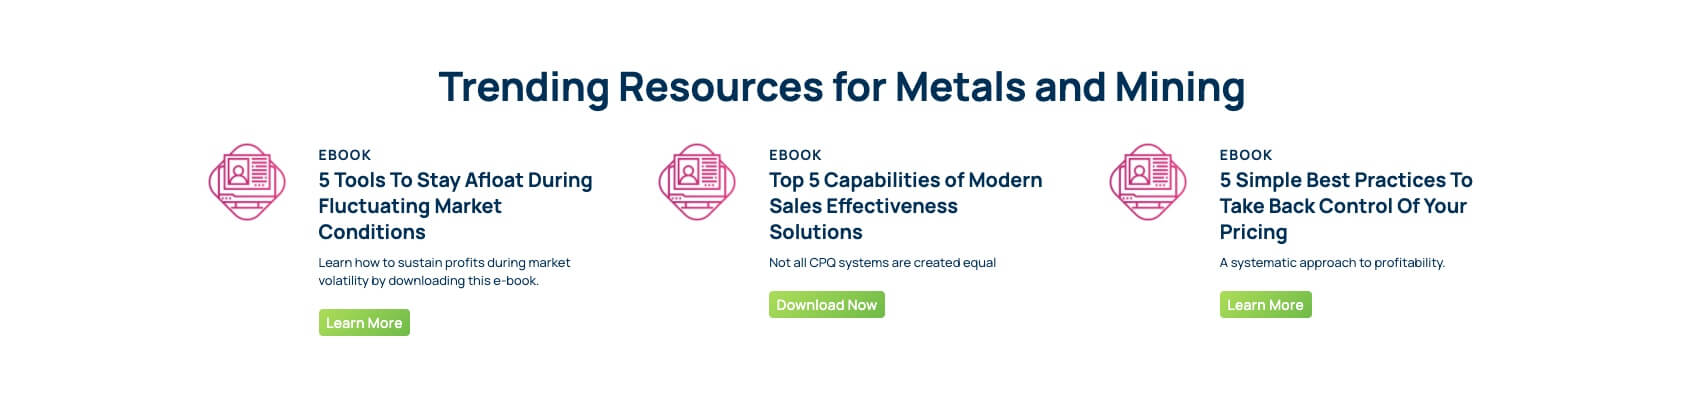 Trending Resources for Metals and Mining
EBOOK
5 Tools To Stay Afloat During
Fluctuating Market
Conditions
Learn how to sustain profits during market
volatility by downloading this e-book.
Learn More
EBOOK
Top 5 Capabilities of Modern
Sales Effectiveness
Solutions
Not all CPQ systems are created equal
Download Now
EBOOK
5 Simple Best Practices To
Take Back Control Of Your
Pricing
A systematic approach to profitability.
Learn More